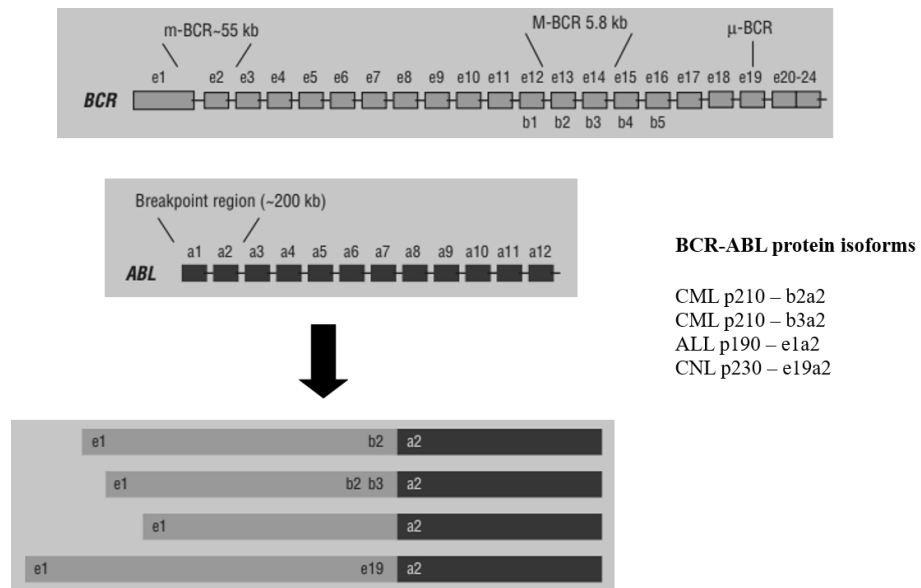 m-BCR~55 kb M-BCR 5.8 kb μ-BCR
e1 e2 e3 e4 e5 e6 e7 e8 e9 e10 e11 e12 e13 e14 e15 e16 e17 e18 e19 e20-24
BCR
b1 b2 b3 b4 b5
Breakpoint region (~200 kb)
a1 a2 a3 a4 a5 a6 a7 a8 a9 a10 a11 a12
ABL
BCR-ABL protein isoforms
CML p210 – b2a2
CML p210 – b3a2
ALL p190 – e1a2
CNL p230 – e19a2
e1 b2 a2
e1 b2 b3 a2
e1 a2
e1 e19 a2